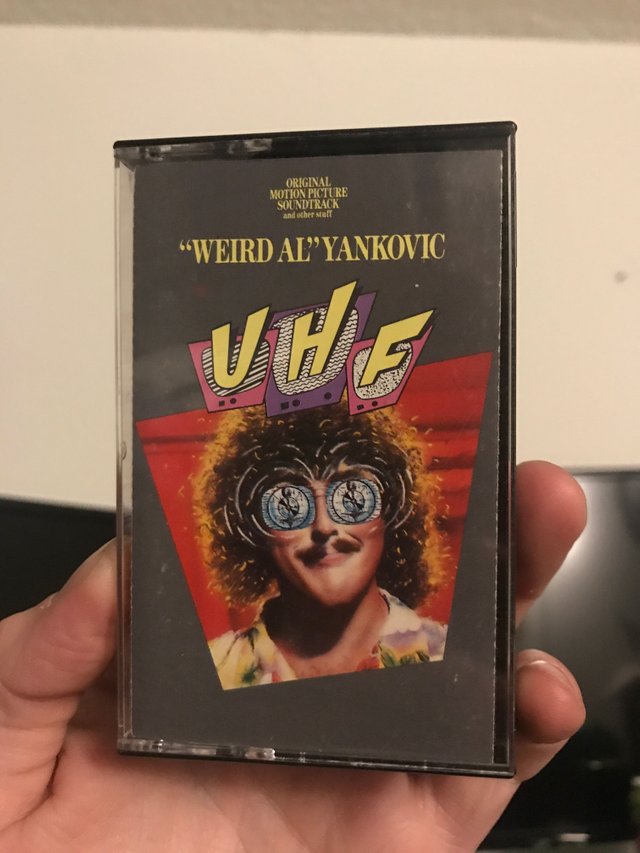 ORIGINAL
MOTION PICTURE
SOUNDTRACK
and other stuff
“WEIRD AL” YANKOVIC
UHF